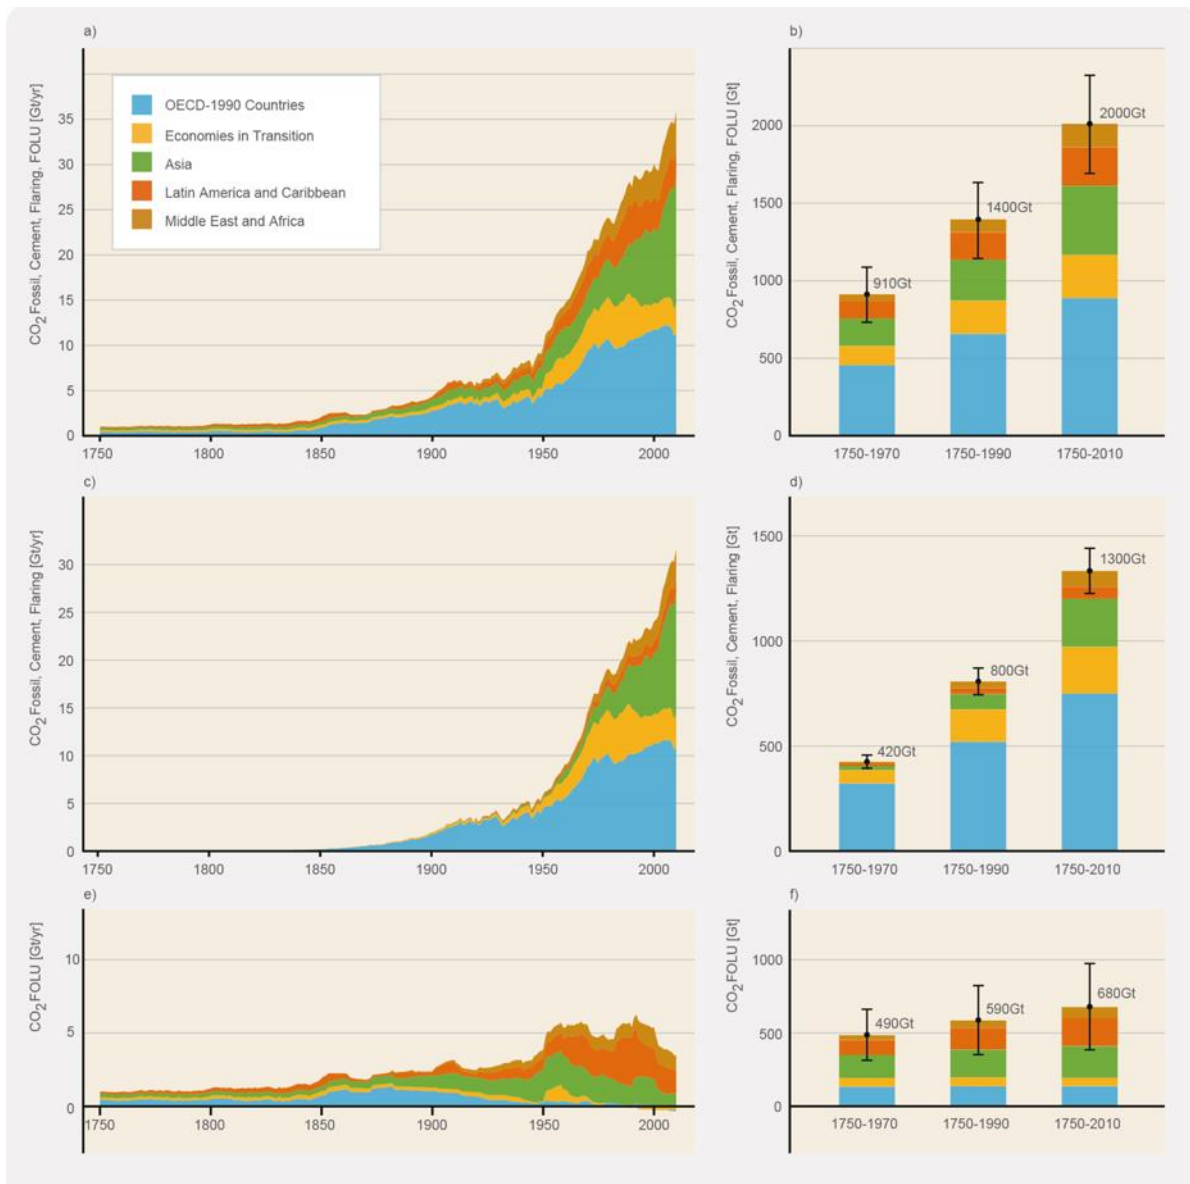 a)
CO2 Fossil, Cement, Flaring, FOLU [Gt/yr]
35
30
25
20
15
10
5
0
OECD-1990 Countries
Economies in Transition
Asia
Latin America and Caribbean
Middle East and Africa
1750
1800
1850
1900
1950
2000
b)
CO2 Fossil, Cement, Flaring, FOLU [Gt]
2000
1500
1000
500
0
910Gt
1400Gt
2000Gt
1750-1970
1750-1990
1750-2010
c)
CO2 Fossil, Cement, Flaring [Gt/yr]
30
25
20
15
10
5
0
1750
1800
1850
1900
1950
2000
d)
CO2 Fossil, Cement, Flaring [Gt]
1500
1000
500
0
420Gt
800Gt
1300Gt
1750-1970
1750-1990
1750-2010
e)
CO2 FOLU [Gt/yr]
10
5
0
1750
1800
1850
1900
1950
2000
f)
CO2 FOLU [Gt]
1000
500
0
490Gt
590Gt
680Gt
1750-1970
1750-1990
1750-2010